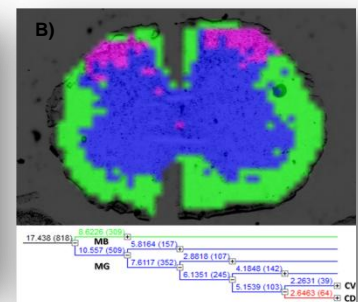 B)
8.6226 (309)
17.438 (818)
MB
5.8164 (157)
10.557 (509)
2.8818 (107)
MG
7.6117 (352)
4.1848 (142)
6.1351 (245)
2.2631 (39)
CV
5.1539 (103)
2.6463 (64)
CD